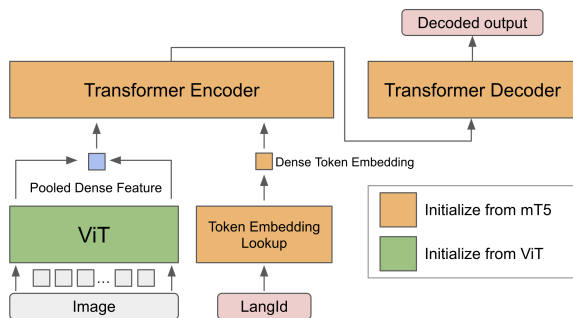 Decoded output
Transformer Encoder
Transformer Decoder
Dense Token Embedding
Pooled Dense Feature
ViT
Token Embedding
Lookup
Initialize from mT5
Initialize from ViT
...
Image
LangId